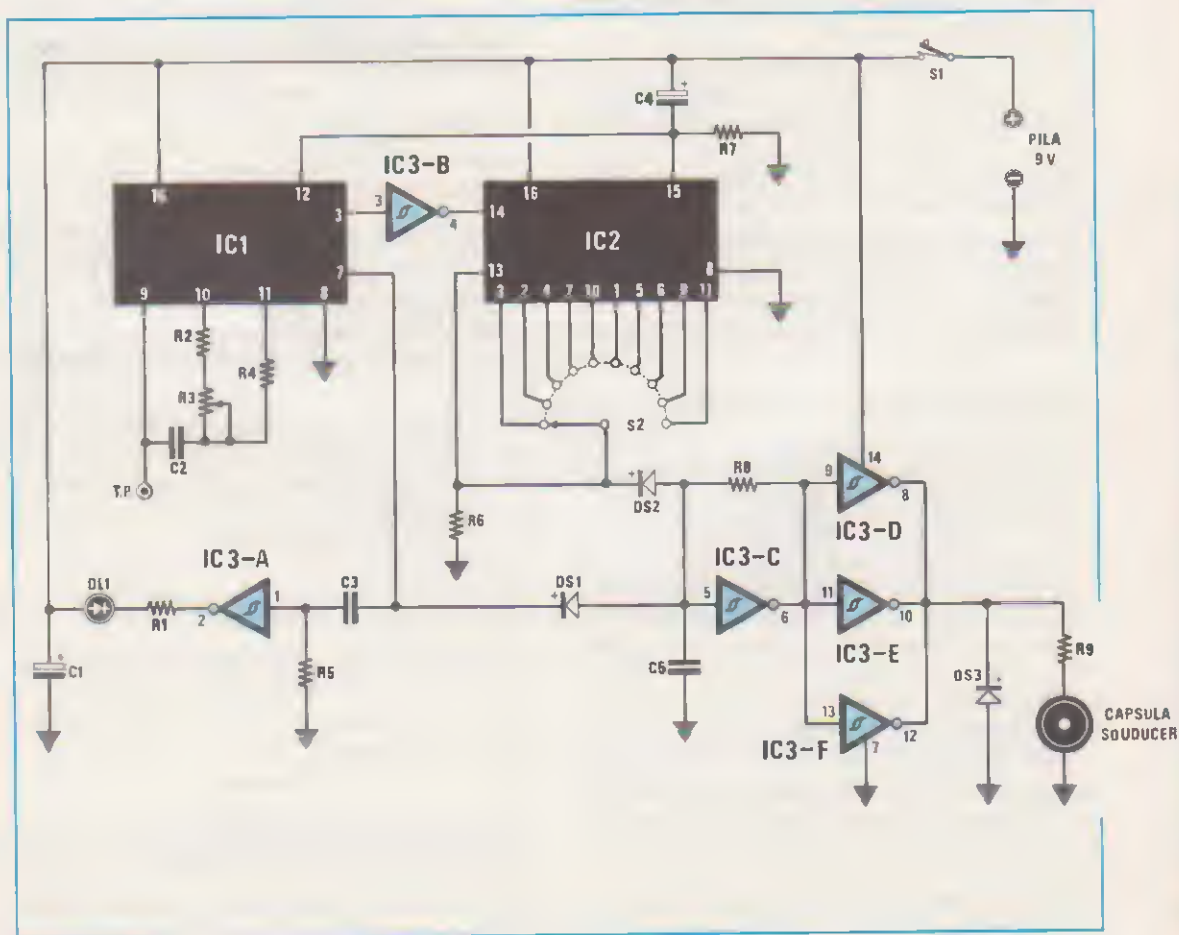 S1
C4
R7
PILA
9 V
IC3-B
16
12
16
15
3
3
4
14
IC1
IC2
7
13
8
9
10
11
8
3
2
4
7
10
1
5
6
9
11
R2
R4
R3
S2
C2
T.P.
R8
9
14
8
DS2
R6
IC3-D
IC3-A
IC3-C
DL1
C3
DS1
1
5
6
11
10
R1
2
IC3-E
R9
C1
R5
C5
DS3
13
12
7
CAPSULA
SOUDUCER
IC3-F